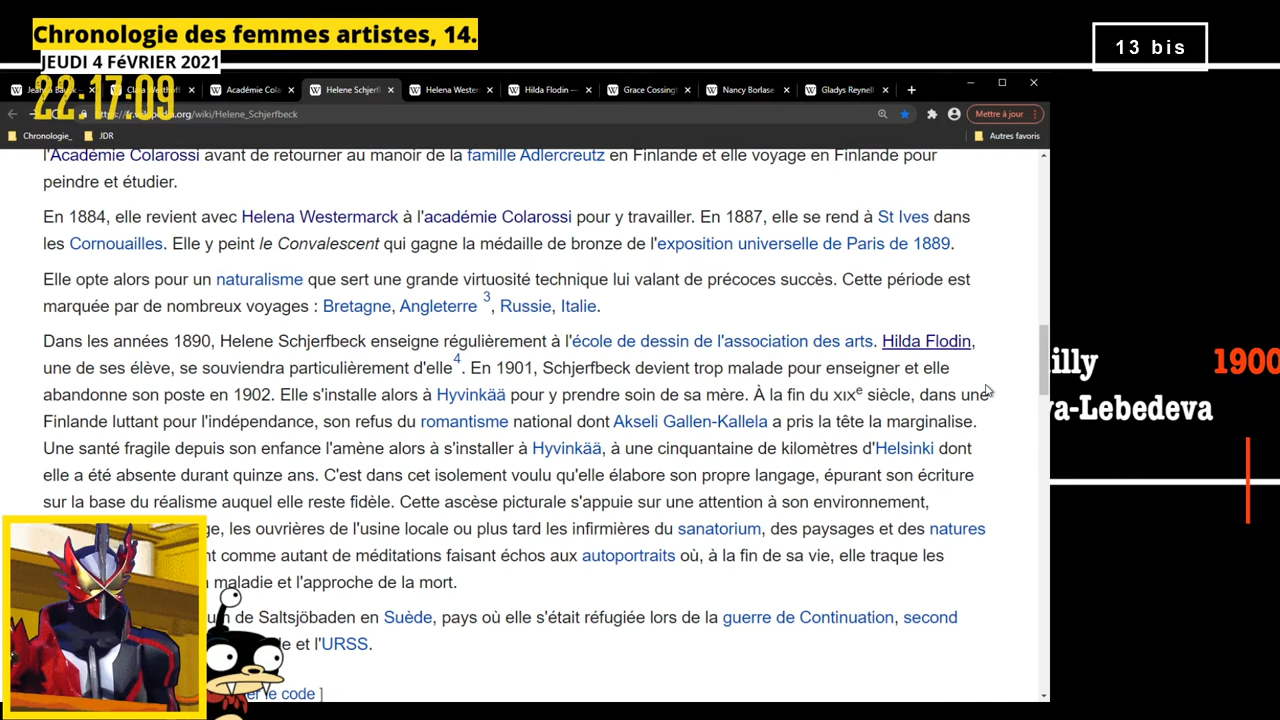 Chronologie des femmes artistes, 14.
JEUDI 4 FéVRIER 2021
22:17:09
13 bis
Académie Cola
Helene Schjerf
Helena Wester
Hilda Flodin —
Grace Cossingt
Nancy Borlase
Gladys Reynell
.org/wiki/Helene_Schjerfbeck
Mettre à jour
Chronologie_
JDR
Autres favoris
l'Académie Colarossi avant de retourner au manoir de la famille Adlercreutz en Finlande et elle voyage en Finlande pour
peindre et étudier.
En 1884, elle revient avec Helena Westermarck à l'académie Colarossi pour y travailler. En 1887, elle se rend à St Ives dans
les Cornouailles. Elle y peint le Convalescent qui gagne la médaille de bronze de l'exposition universelle de Paris de 1889.
Elle opte alors pour un naturalisme que sert une grande virtuosité technique lui valant de précoces succès. Cette période est
marquée par de nombreux voyages : Bretagne, Angleterre 3, Russie, Italie.
Dans les années 1890, Helene Schjerfbeck enseigne régulièrement à l'école de dessin de l'association des arts. Hilda Flodin,
une de ses élève, se souviendra particulièrement d'elle4. En 1901, Schjerfbeck devient trop malade pour enseigner et elle
abandonne son poste en 1902. Elle s'installe alors à Hyvinkää pour y prendre soin de sa mère. À la fin du XIXe siècle, dans une
Finlande luttant pour l'indépendance, son refus du romantisme national dont Akseli Gallen-Kallela a pris la tête la marginalise.
Une santé fragile depuis son enfance l'amène alors à s'installer à Hyvinkää, à une cinquantaine de kilomètres d'Helsinki dont
elle a été absente durant quinze ans. C'est dans cet isolement voulu qu'elle élabore son propre langage, épurant son écriture
sur la base du réalisme auquel elle reste fidèle. Cette ascèse picturale s'appuie sur une attention à son environnement,
ge, les ouvrières de l'usine locale ou plus tard les infirmières du sanatorium, des paysages et des natures
nt comme autant de méditations faisant échos aux autoportraits où, à la fin de sa vie, elle traque les
maladie et l'approche de la mort.
um de Saltsjöbaden en Suède, pays où elle s'était réfugiée lors de la guerre de Continuation, second
le et l'URSS.
er le code ]
illy
1900
va-Lebedeva